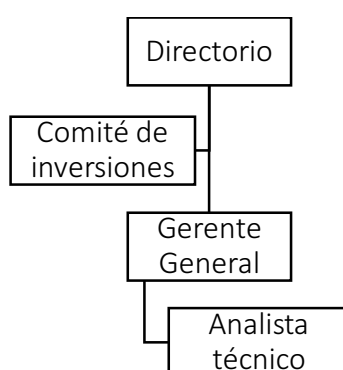 Directorio
Comité de
inversiones
Gerente
General
Analista
técnico